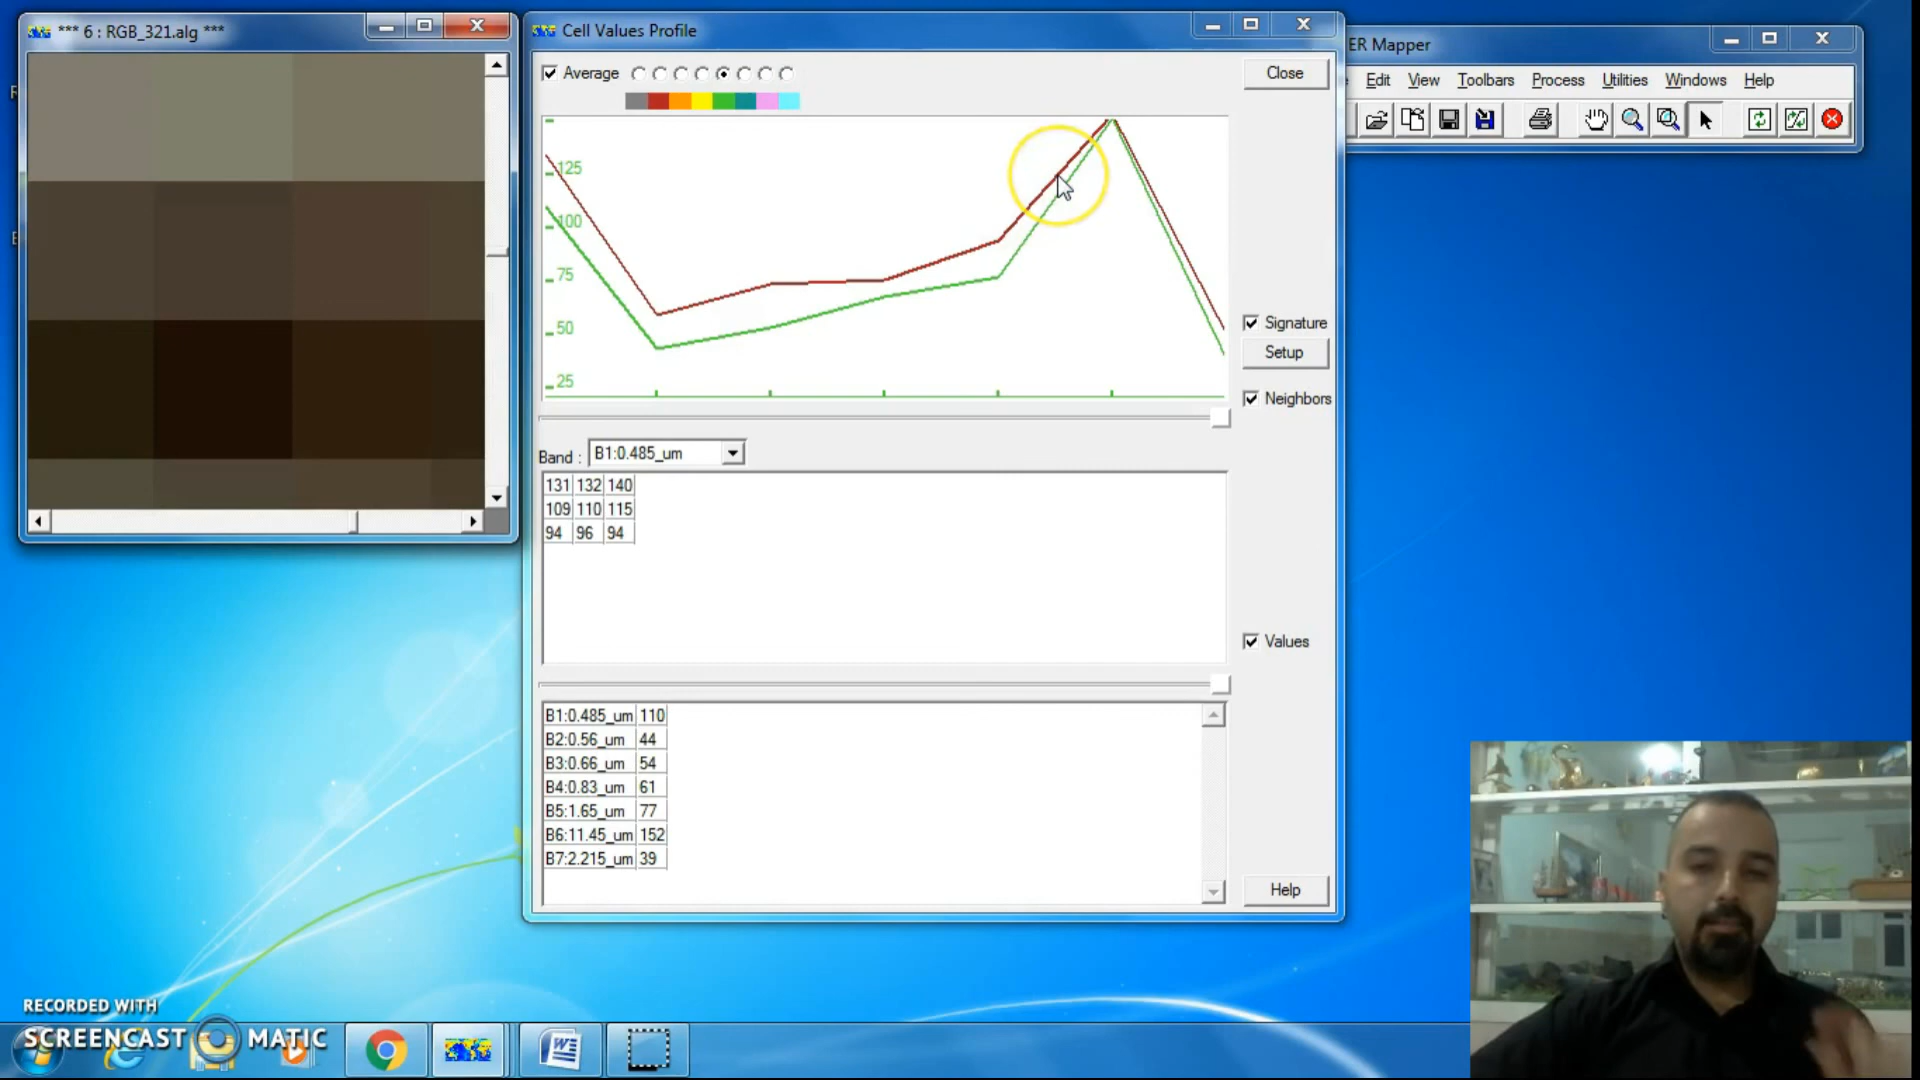 *** 6 : RGB_321.alg ***
Cell Values Profile
Average
Close
125
100
75
50
25
Signature
Setup
Neighbors
Band :
B1:0.485_um
131 132 140
109 110 115
94 96 94
Values
B1:0.485_um 110
B2:0.56_um 44
B3:0.66_um 54
B4:0.83_um 61
B5:1.65_um 77
B6:11.45_um 152
B7:2.215_um 39
Help
ER Mapper
Edit View Toolbars Process Utilities Windows Help
RECORDED WITH
SCREENCAST MATIC